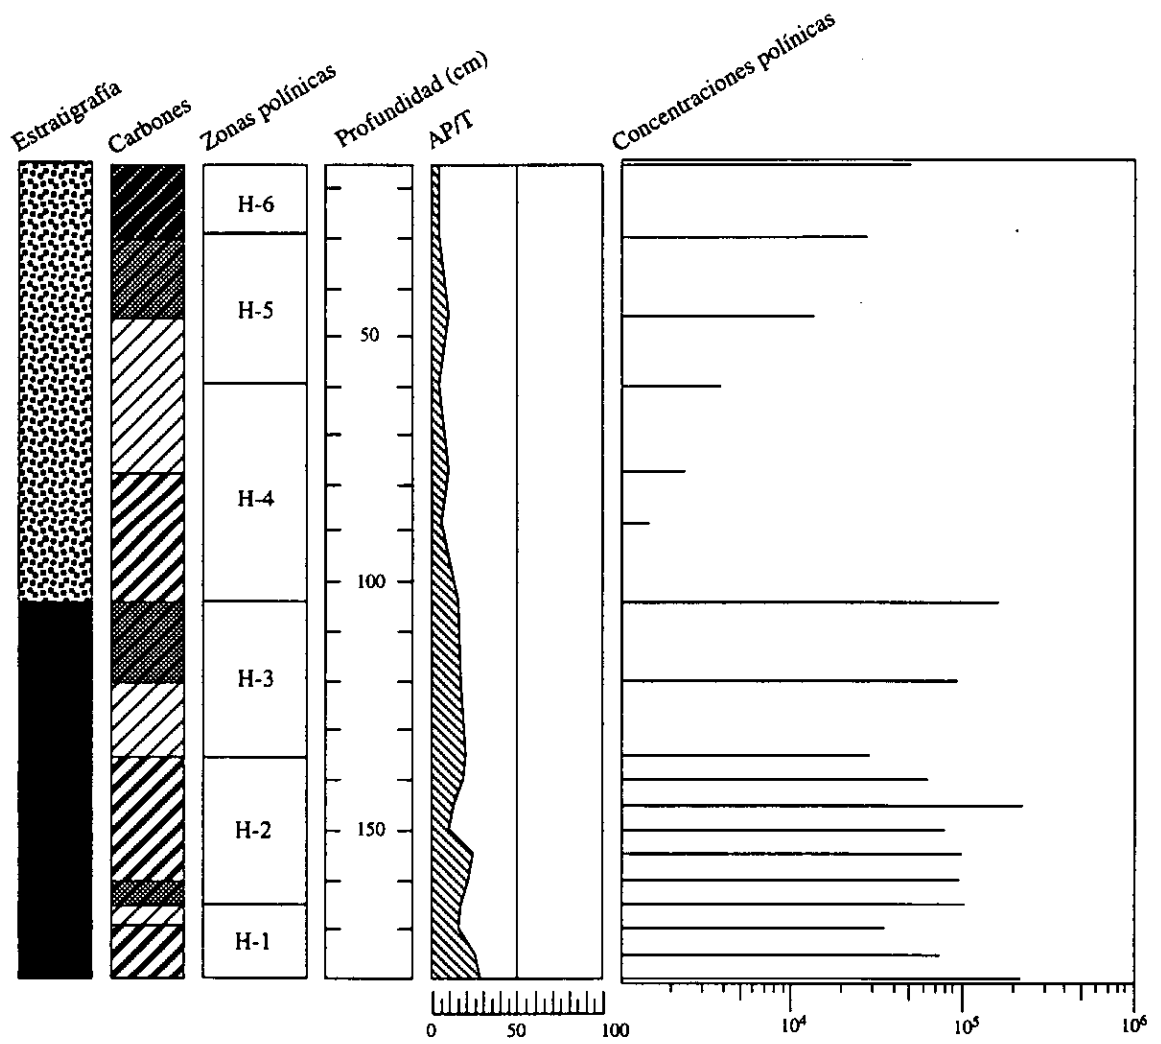 Estratigrafía
Carbones
Zonas polínicas
Profundidad (cm)
AP/T
Concentraciones polínicas
H-6
H-5
50
H-4
100
H-3
H-2
150
H-1
0
50
100
10⁴
10⁵
10⁶